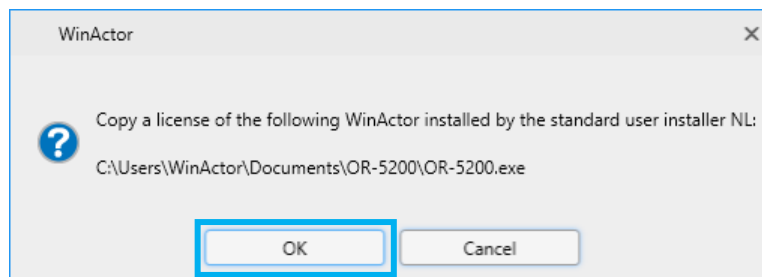 WinActor
Copy a license of the following WinActor installed by the standard user installer NL:
C:\Users\WinActor\Documents\OR-5200\OR-5200.exe
OK
Cancel